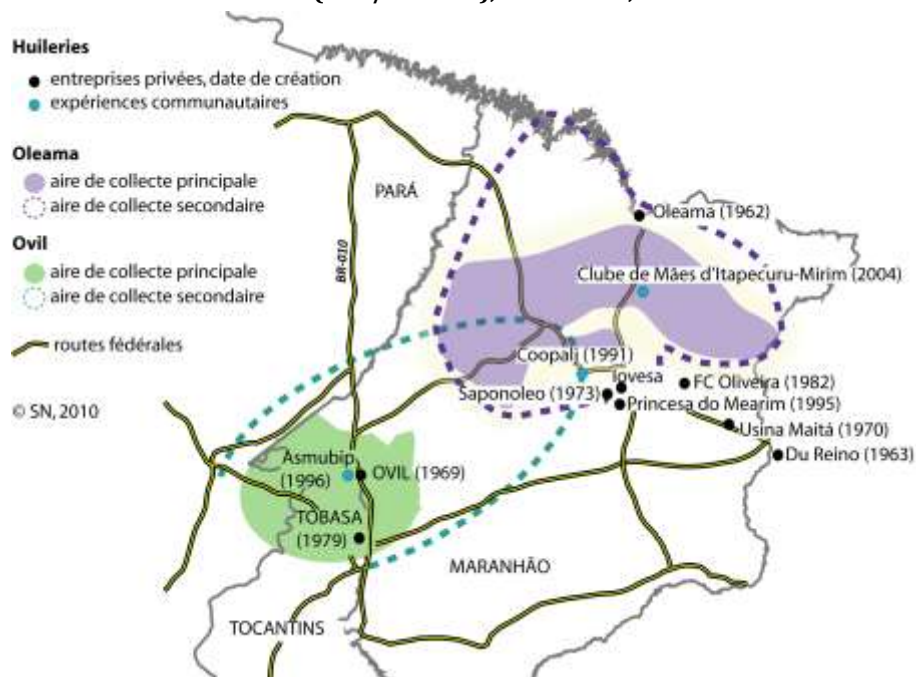 Huileries
entreprises privées, date de création
expériences communautaires
Oleama
aire de collecte principale
aire de collecte secondaire
Ovil
aire de collecte principale
aire de collecte secondaire
routes fédérales
© SN, 2010
PARÁ
BR-010
Oleama (1962)
Clube de Mães d'Itapecuru-Mirim (2004)
Coopalj (1991)
Iovesa
Saponoleo (1973)
FC Oliveira (1982)
Princesa do Mearim (1995)
Usina Maitá (1970)
Du Reino (1963)
Asmubip
(1996)
OVIL (1969)
TOBASA
(1979)
MARANHÃO
TOCANTINS